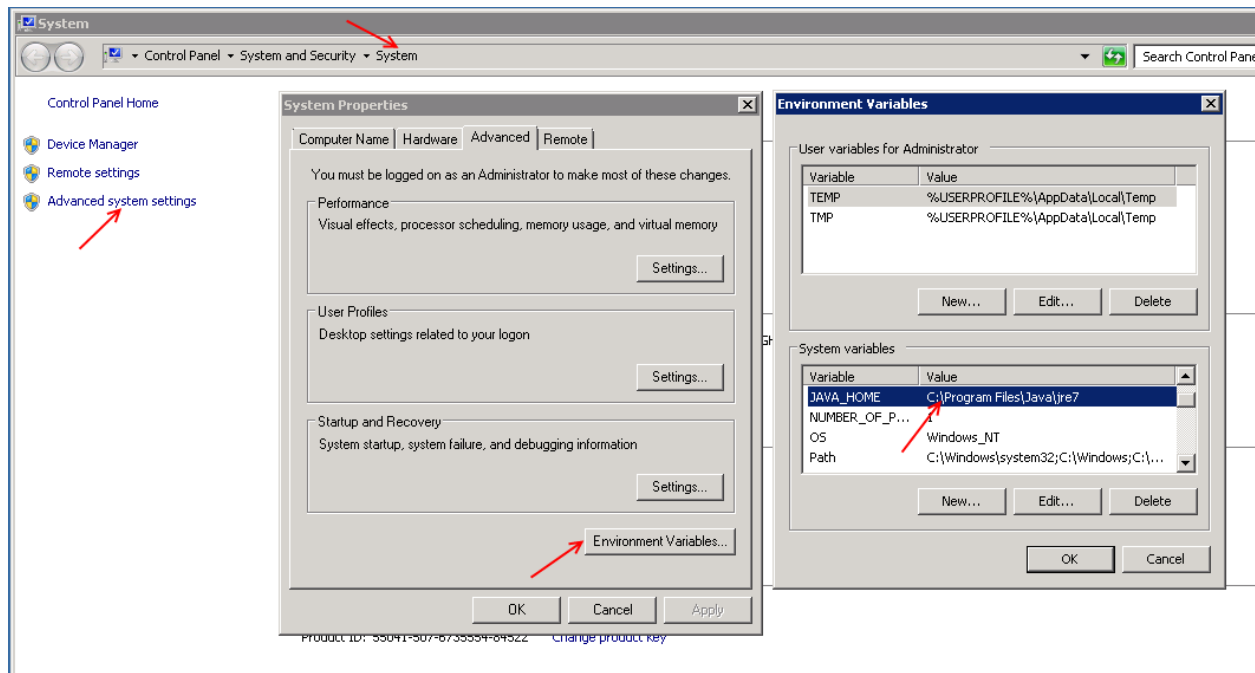 System
Control Panel System and Security System
Search Control Pane
Control Panel Home
Device Manager
Remote settings
Advanced system settings
System Properties
Computer Name Hardware Advanced Remote
You must be logged on as an Administrator to make most of these changes.
Performance
Visual effects, processor scheduling, memory usage, and virtual memory
Settings...
User Profiles
Desktop settings related to your logon
Settings...
Startup and Recovery
System startup, system failure, and debugging information
Settings...
Environment Variables...
OK Cancel Apply
Product ID: 55041-507-6735554-84522 Change product key
Environment Variables
User variables for Administrator
Variable Value
TEMP %USERPROFILE%\AppData\Local\Temp
TMP %USERPROFILE%\AppData\Local\Temp
New... Edit... Delete
System variables
Variable Value
JAVA_HOME C:\Program Files\Java\jre7
NUMBER_OF_P... 1
OS Windows_NT
Path C:\Windows\system32;C:\Windows;C:\...
New... Edit... Delete
OK Cancel